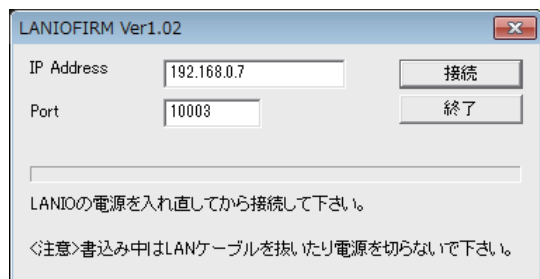 LANIOFIRM Ver1.02
IP Address
192.168.0.7
接続
Port
10003
終了
LANIOの電源を入れ直してから接続して下さい。
<注意>書込み中はLANケーブルを抜いたり電源を切らないで下さい。